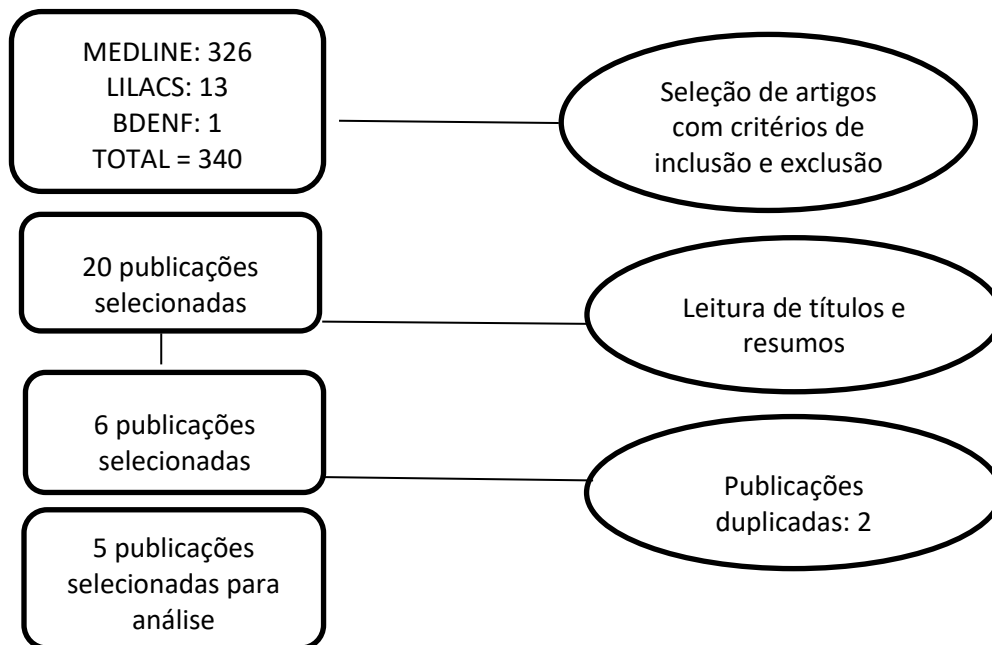 MEDLINE: 326
LILACS: 13
BDENF: 1
TOTAL = 340
Seleção de artigos
com critérios de
inclusão e exclusão
20 publicações
selecionadas
Leitura de títulos e
resumos
6 publicações
selecionadas
Publicações
duplicadas: 2
5 publicações
selecionadas para
análise